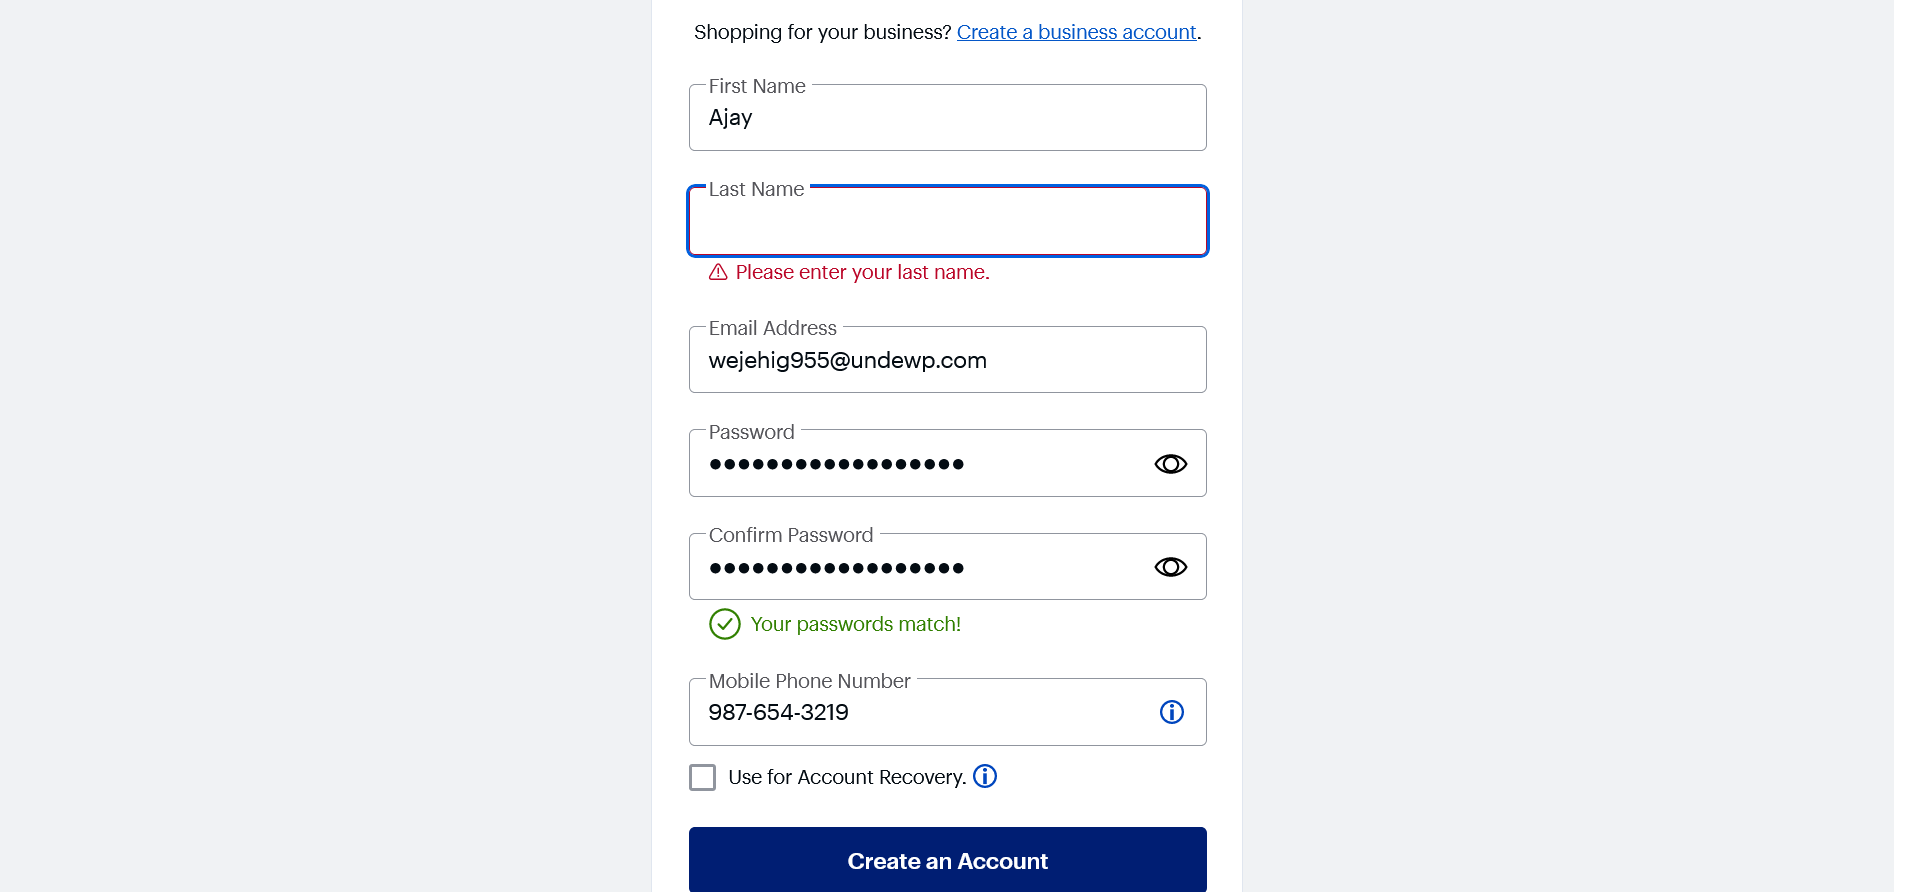 Shopping for your business? Create a business account.
First Name
Ajay
Last Name
Please enter your last name.
Email Address
wejehig955@undewp.com
Password
••••••••••••••••••
Confirm Password
••••••••••••••••••
Your passwords match!
Mobile Phone Number
987-654-3219
Use for Account Recovery.
Create an Account